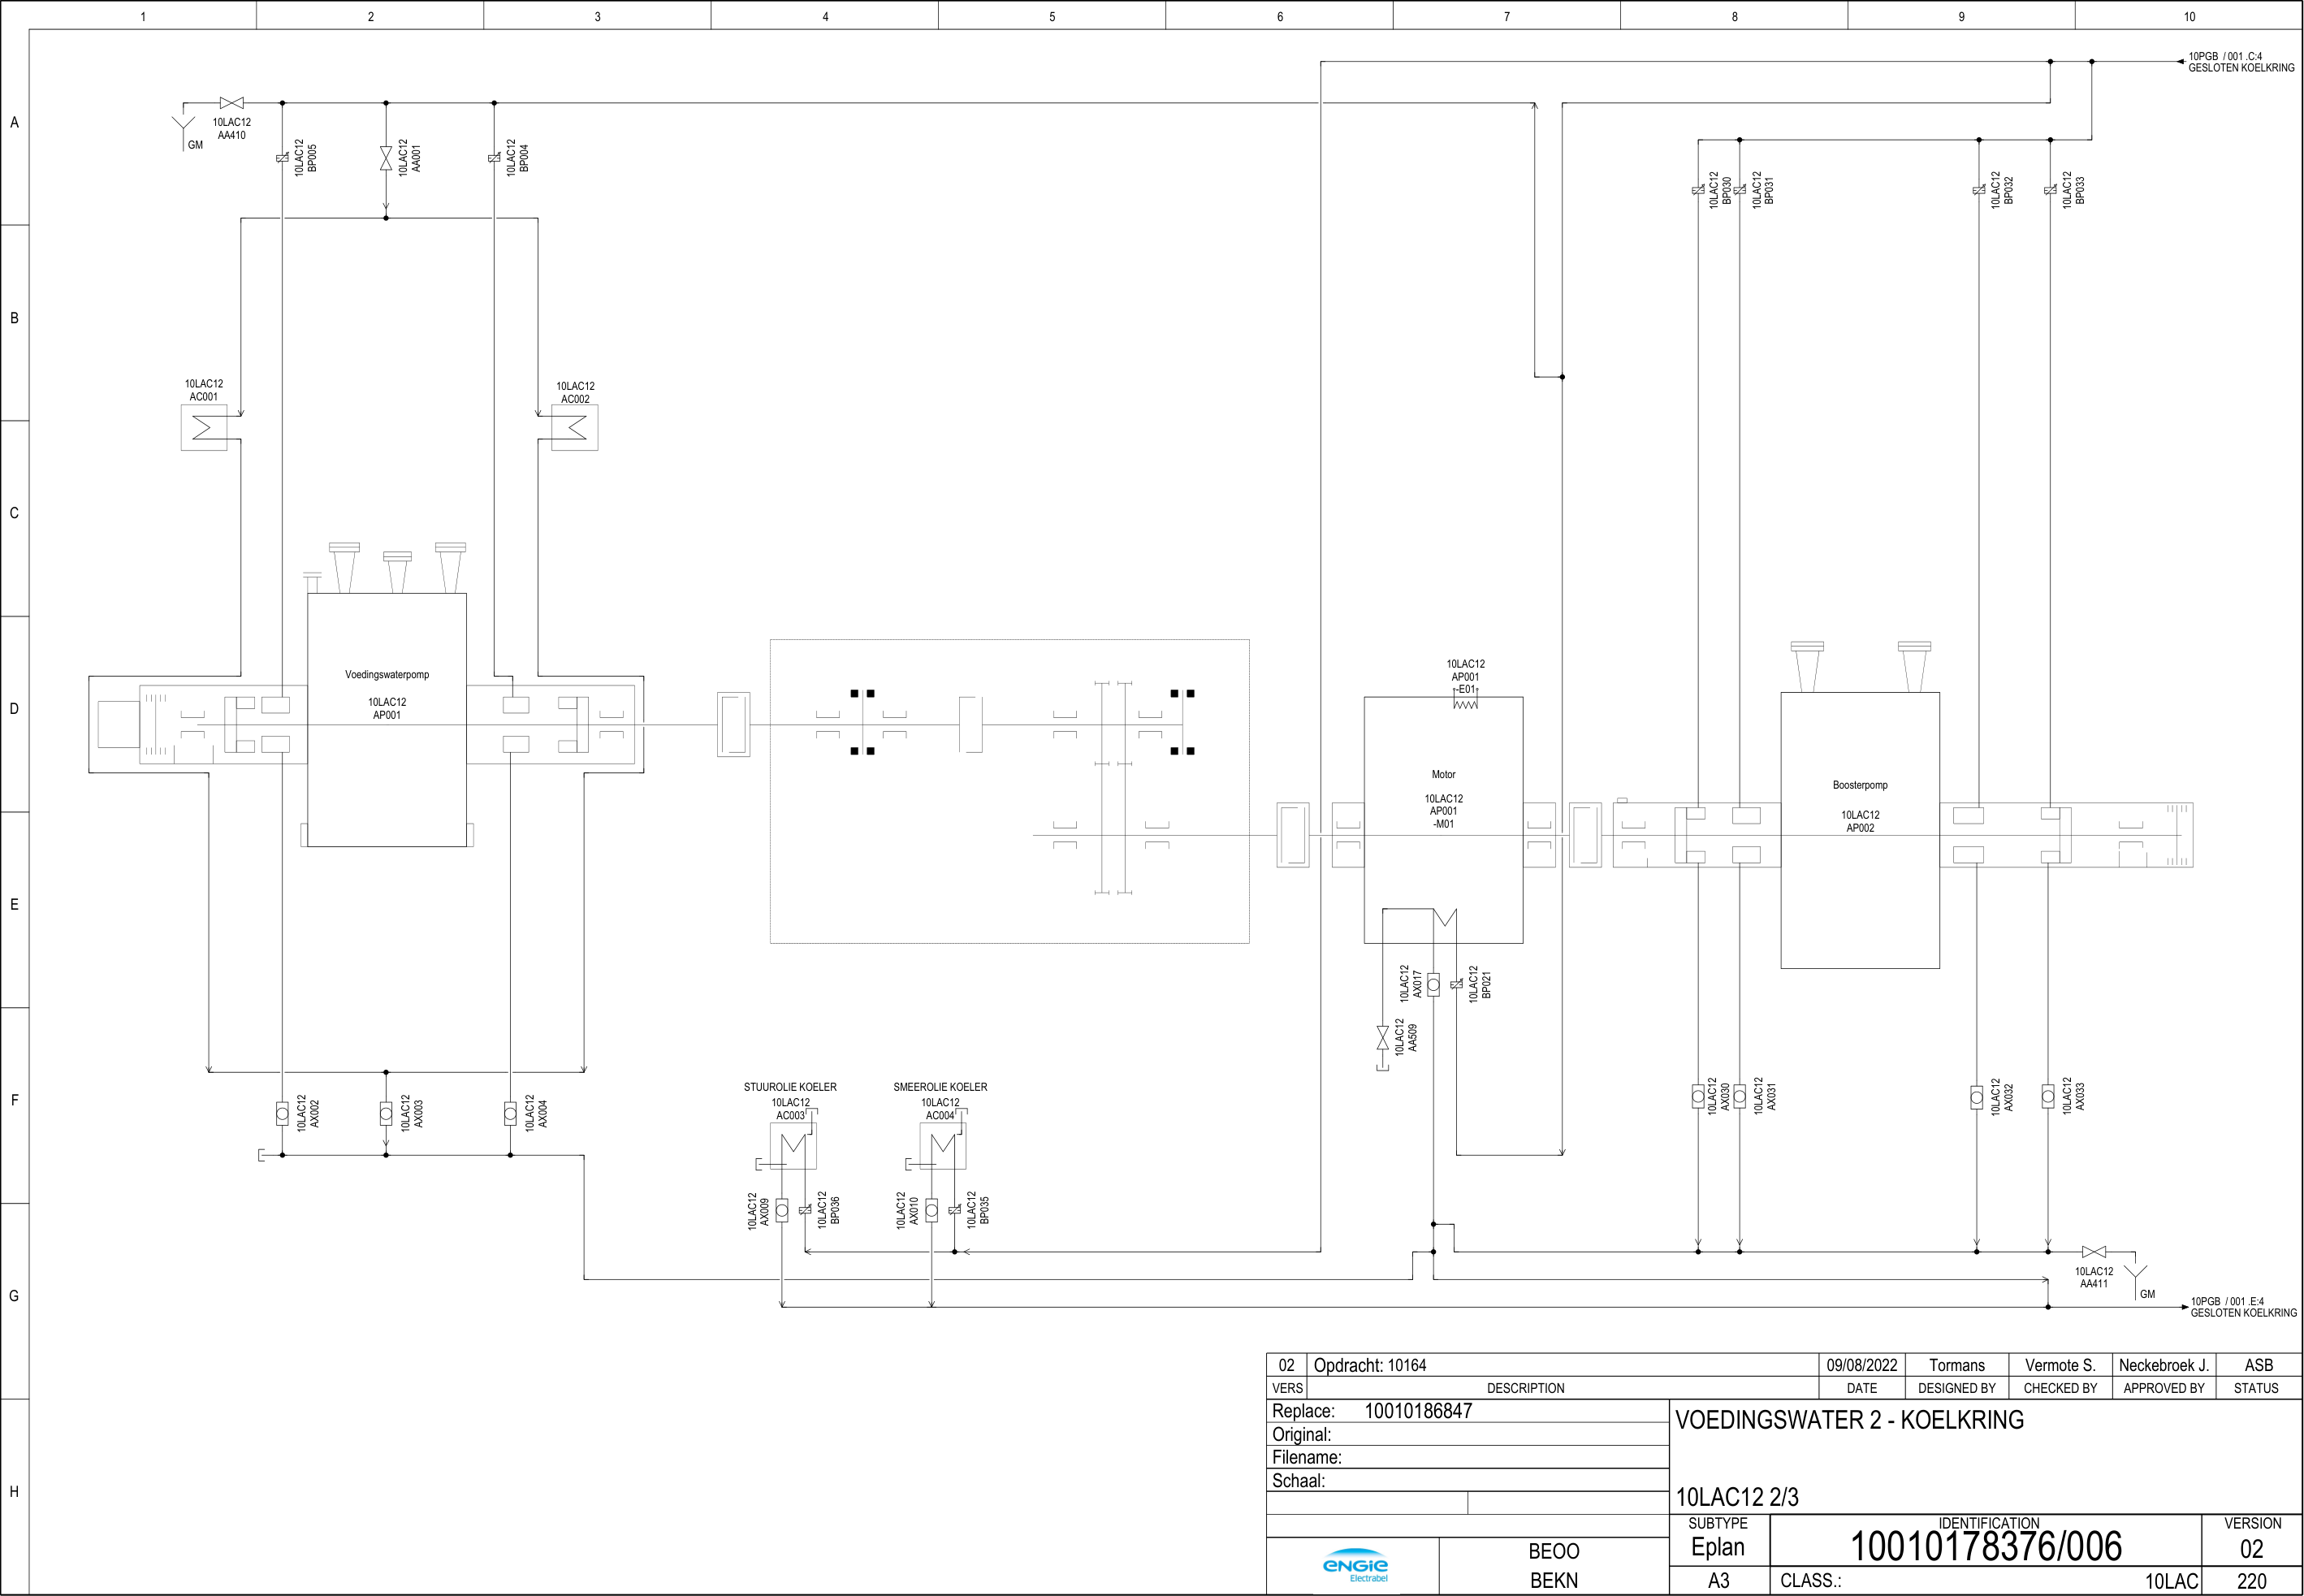 1 2 3 4 5 6 7 8 9 10
10PGB / 001 .C:4
GESLOTEN KOELKRING
A
10LAC12
AA410
GM
10LAC12
BP005
10LAC12
AA001
10LAC12
BP004
10LAC12
BP030
10LAC12
BP031
10LAC12
BP032
10LAC12
BP033
B
10LAC12
AC001
10LAC12
AC002
C
D
Voedingswaterpomp
10LAC12
AP001
10LAC12
AP001
-E01
Motor
10LAC12
AP001
-M01
Boosterpomp
10LAC12
AP002
E
10LAC12
AX017
10LAC12
BP021
10LAC12
AA509
F
10LAC12
AX002
10LAC12
AX003
10LAC12
AX004
STUUROLIE KOELER
10LAC12
AC003
SMEEROLIE KOELER
10LAC12
AC004
10LAC12
AX030
10LAC12
AX031
10LAC12
AX032
10LAC12
AX033
10LAC12
AX009
10LAC12
BP036
10LAC12
AX010
10LAC12
BP035
G
10LAC12
AA411
GM
10PGB / 001 .E:4
GESLOTEN KOELKRING
H
02 Opdracht: 10164 09/08/2022 Tormans Vermote S. Neckebroek J. ASB
VERS DESCRIPTION DATE DESIGNED BY CHECKED BY APPROVED BY STATUS
Replace: 10010186847
Original:
Filename:
Schaal:
VOEDINGSWATER 2 - KOELKRING
10LAC12 2/3
SUBTYPE IDENTIFICATION VERSION
Eplan 10010178376/006 02
A3 CLASS.: 10LAC 220
ENGIE
Electrabel
BEOO
BEKN